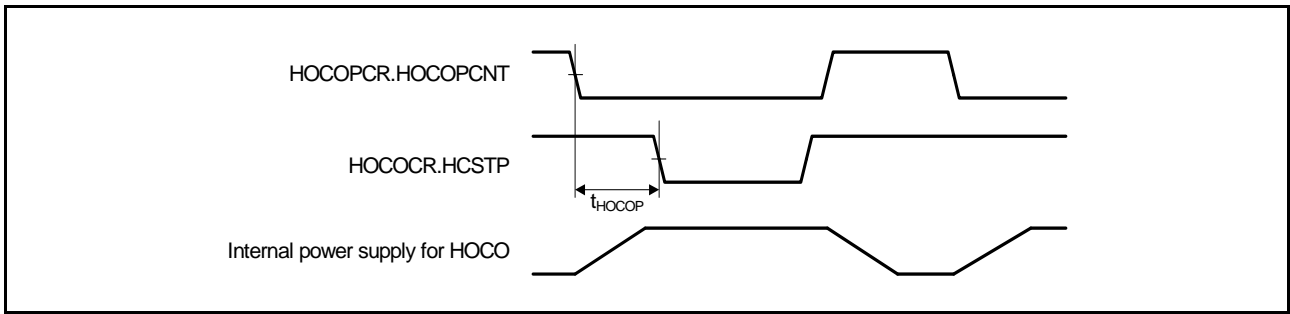 HOCOPCR.HOCOPCNT
HOCOCR.HCSTP
tHOCOP
Internal power supply for HOCO